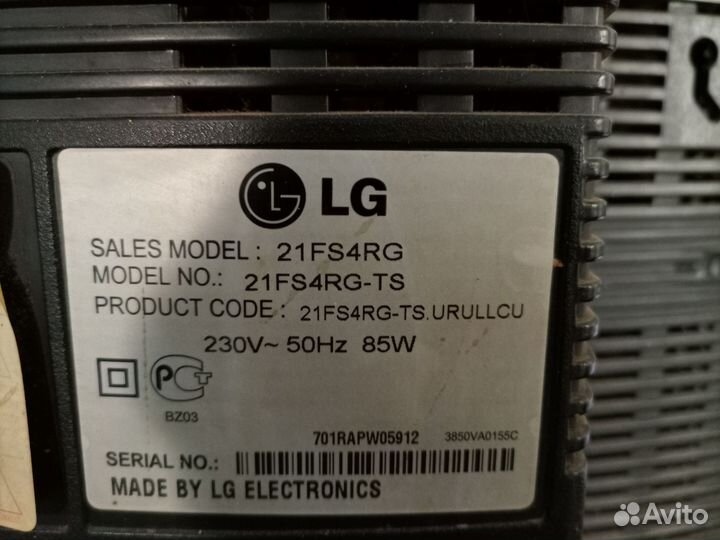 LG
SALES MODEL : 21FS4RG
MODEL NO.: 21FS4RG-TS
PRODUCT CODE : 21FS4RG-TS.URULLCU
230V~ 50Hz 85W
PCT
BZ03
701RAPW05912 3850VA0155C
SERIAL NO.:
MADE BY LG ELECTRONICS
Avito